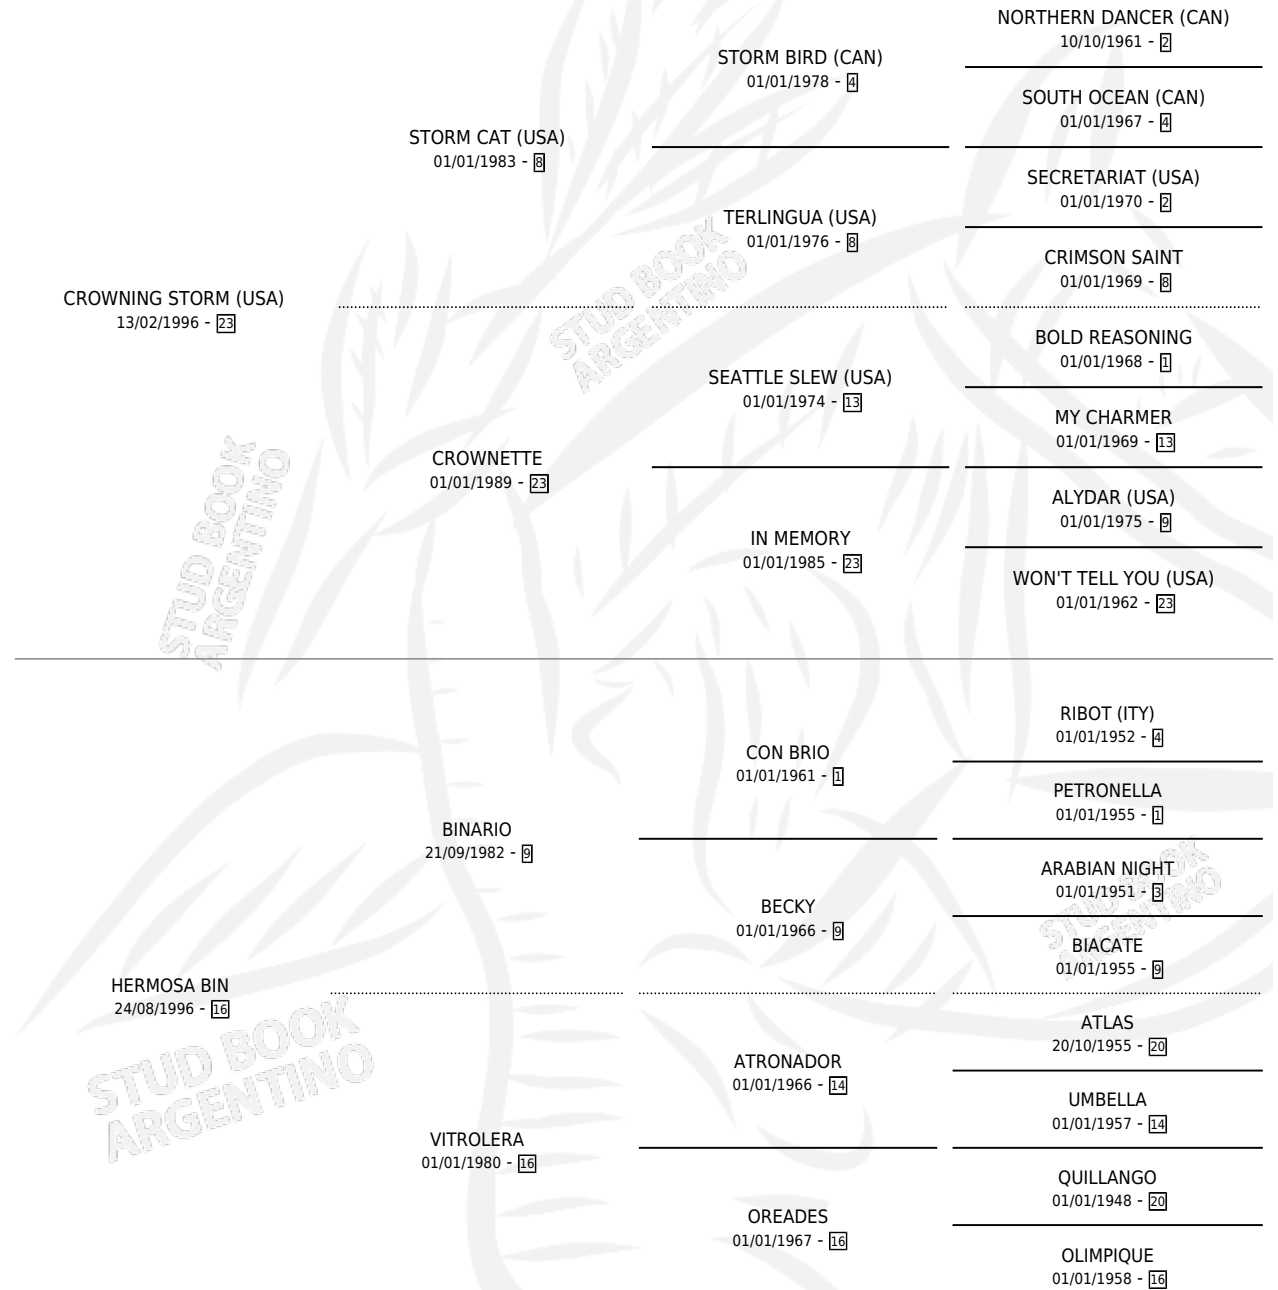 NORTHERN DANCER (CAN)
10/10/1961 - 2
STORM BIRD (CAN)
01/01/1978 - 4
SOUTH OCEAN (CAN)
01/01/1967 - 4
STORM CAT (USA)
01/01/1983 - 8
SECRETARIAT (USA)
01/01/1970 - 2
TERLINGUA (USA)
01/01/1976 - 8
CRIMSON SAINT
01/01/1969 - 8
CROWNING STORM (USA)
13/02/1996 - 23
BOLD REASONING
01/01/1968 - 1
SEATTLE SLEW (USA)
01/01/1974 - 13
MY CHARMER
01/01/1969 - 13
CROWNETTE
01/01/1989 - 23
ALYDAR (USA)
01/01/1975 - 9
IN MEMORY
01/01/1985 - 23
WON'T TELL YOU (USA)
01/01/1962 - 23
RIBOT (ITY)
01/01/1952 - 4
CON BRIO
01/01/1961 - 1
PETRONELLA
01/01/1955 - 1
BINARIO
21/09/1982 - 9
ARABIAN NIGHT
01/01/1951 - 3
BECKY
01/01/1966 - 9
BIACATE
01/01/1955 - 9
HERMOSA BIN
24/08/1996 - 16
ATLAS
20/10/1955 - 20
ATRONADOR
01/01/1966 - 14
UMBELLA
01/01/1957 - 14
VITROLERA
01/01/1980 - 16
QUILLANGO
01/01/1948 - 20
OREADES
01/01/1967 - 16
OLIMPIQUE
01/01/1958 - 16
STUD BOOK
ARGENTINO
STUD BOOK
ARGENTINO
STUD BOOK
ARGENTINO
STUD BOOK
ARGENTINO